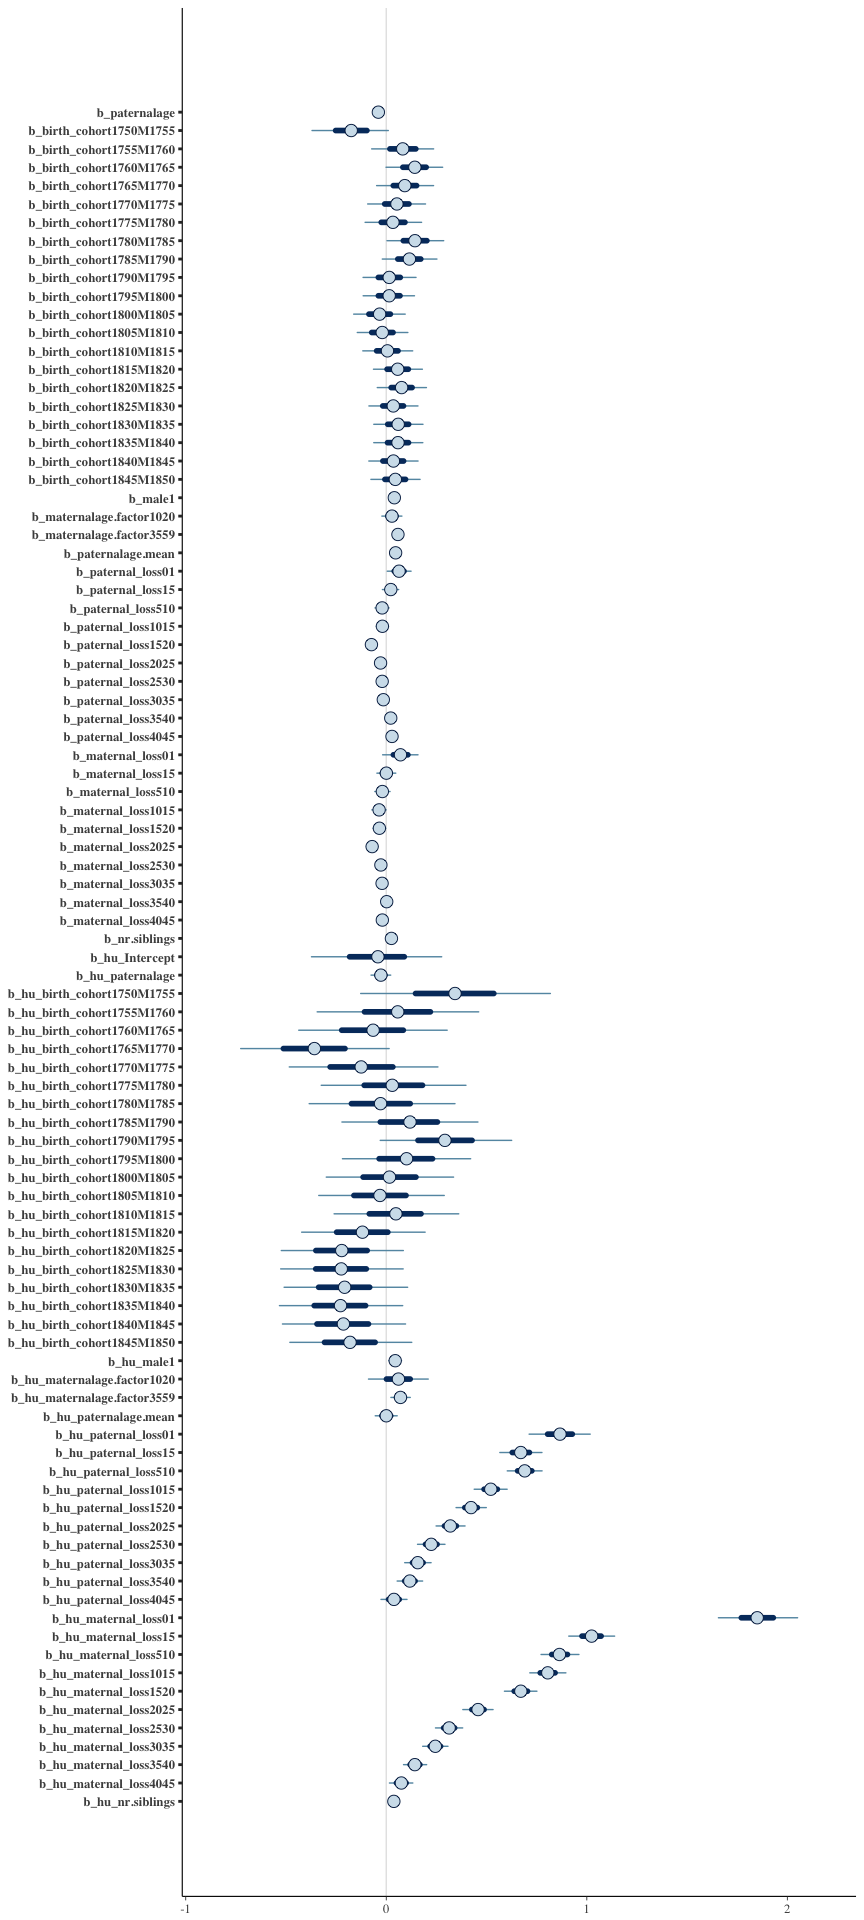 b_paternalage
b_birth_cohort1750M1755
b_birth_cohort1755M1760
b_birth_cohort1760M1765
b_birth_cohort1765M1770
b_birth_cohort1770M1775
b_birth_cohort1775M1780
b_birth_cohort1780M1785
b_birth_cohort1785M1790
b_birth_cohort1790M1795
b_birth_cohort1795M1800
b_birth_cohort1800M1805
b_birth_cohort1805M1810
b_birth_cohort1810M1815
b_birth_cohort1815M1820
b_birth_cohort1820M1825
b_birth_cohort1825M1830
b_birth_cohort1830M1835
b_birth_cohort1835M1840
b_birth_cohort1840M1845
b_birth_cohort1845M1850
b_male1
b_maternalage.factor1020
b_maternalage.factor3559
b_paternalage.mean
b_paternal_loss01
b_paternal_loss15
b_paternal_loss510
b_paternal_loss1015
b_paternal_loss1520
b_paternal_loss2025
b_paternal_loss2530
b_paternal_loss3035
b_paternal_loss3540
b_paternal_loss4045
b_maternal_loss01
b_maternal_loss15
b_maternal_loss510
b_maternal_loss1015
b_maternal_loss1520
b_maternal_loss2025
b_maternal_loss2530
b_maternal_loss3035
b_maternal_loss3540
b_maternal_loss4045
b_nr.siblings
b_hu_Intercept
b_hu_paternalage
b_hu_birth_cohort1750M1755
b_hu_birth_cohort1755M1760
b_hu_birth_cohort1760M1765
b_hu_birth_cohort1765M1770
b_hu_birth_cohort1770M1775
b_hu_birth_cohort1775M1780
b_hu_birth_cohort1780M1785
b_hu_birth_cohort1785M1790
b_hu_birth_cohort1790M1795
b_hu_birth_cohort1795M1800
b_hu_birth_cohort1800M1805
b_hu_birth_cohort1805M1810
b_hu_birth_cohort1810M1815
b_hu_birth_cohort1815M1820
b_hu_birth_cohort1820M1825
b_hu_birth_cohort1825M1830
b_hu_birth_cohort1830M1835
b_hu_birth_cohort1835M1840
b_hu_birth_cohort1840M1845
b_hu_birth_cohort1845M1850
b_hu_male1
b_hu_maternalage.factor1020
b_hu_maternalage.factor3559
b_hu_paternalage.mean
b_hu_paternal_loss01
b_hu_paternal_loss15
b_hu_paternal_loss510
b_hu_paternal_loss1015
b_hu_paternal_loss1520
b_hu_paternal_loss2025
b_hu_paternal_loss2530
b_hu_paternal_loss3035
b_hu_paternal_loss3540
b_hu_paternal_loss4045
b_hu_maternal_loss01
b_hu_maternal_loss15
b_hu_maternal_loss510
b_hu_maternal_loss1015
b_hu_maternal_loss1520
b_hu_maternal_loss2025
b_hu_maternal_loss2530
b_hu_maternal_loss3035
b_hu_maternal_loss3540
b_hu_maternal_loss4045
b_hu_nr.siblings
-1 0 1 2